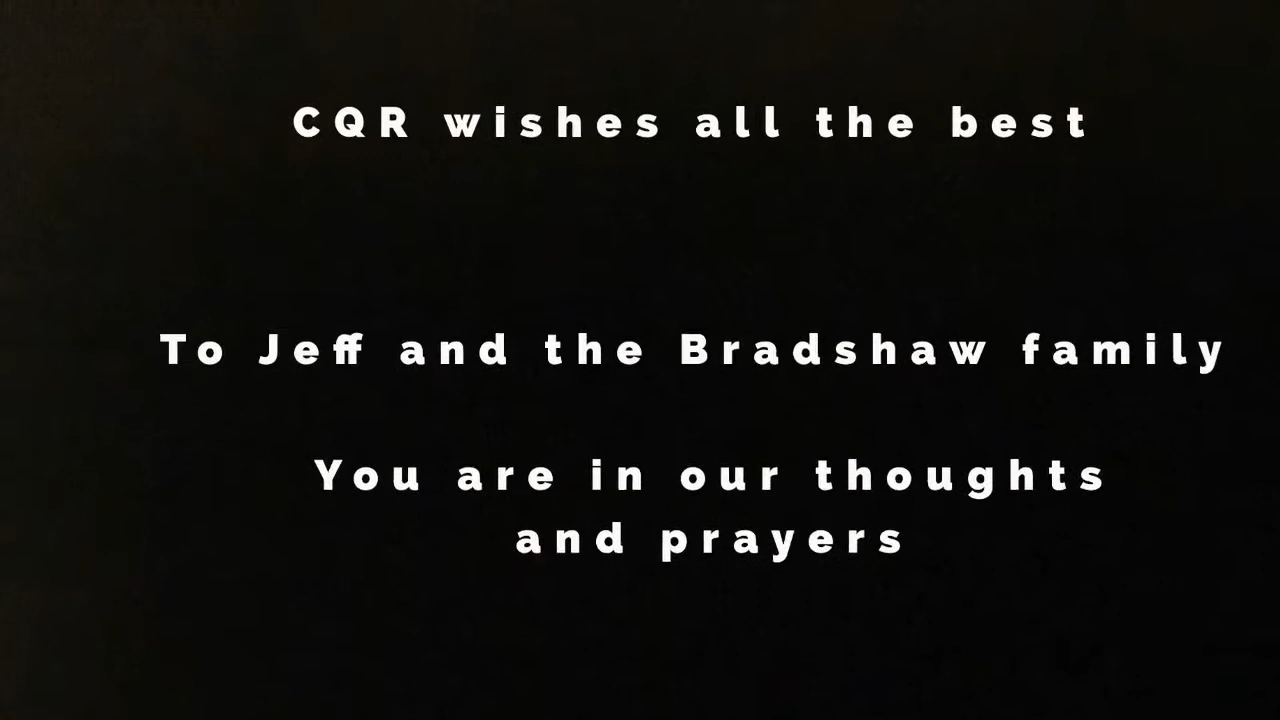 CQR wishes all the best
To Jeff and the Bradshaw family
You are in our thoughts
and prayers